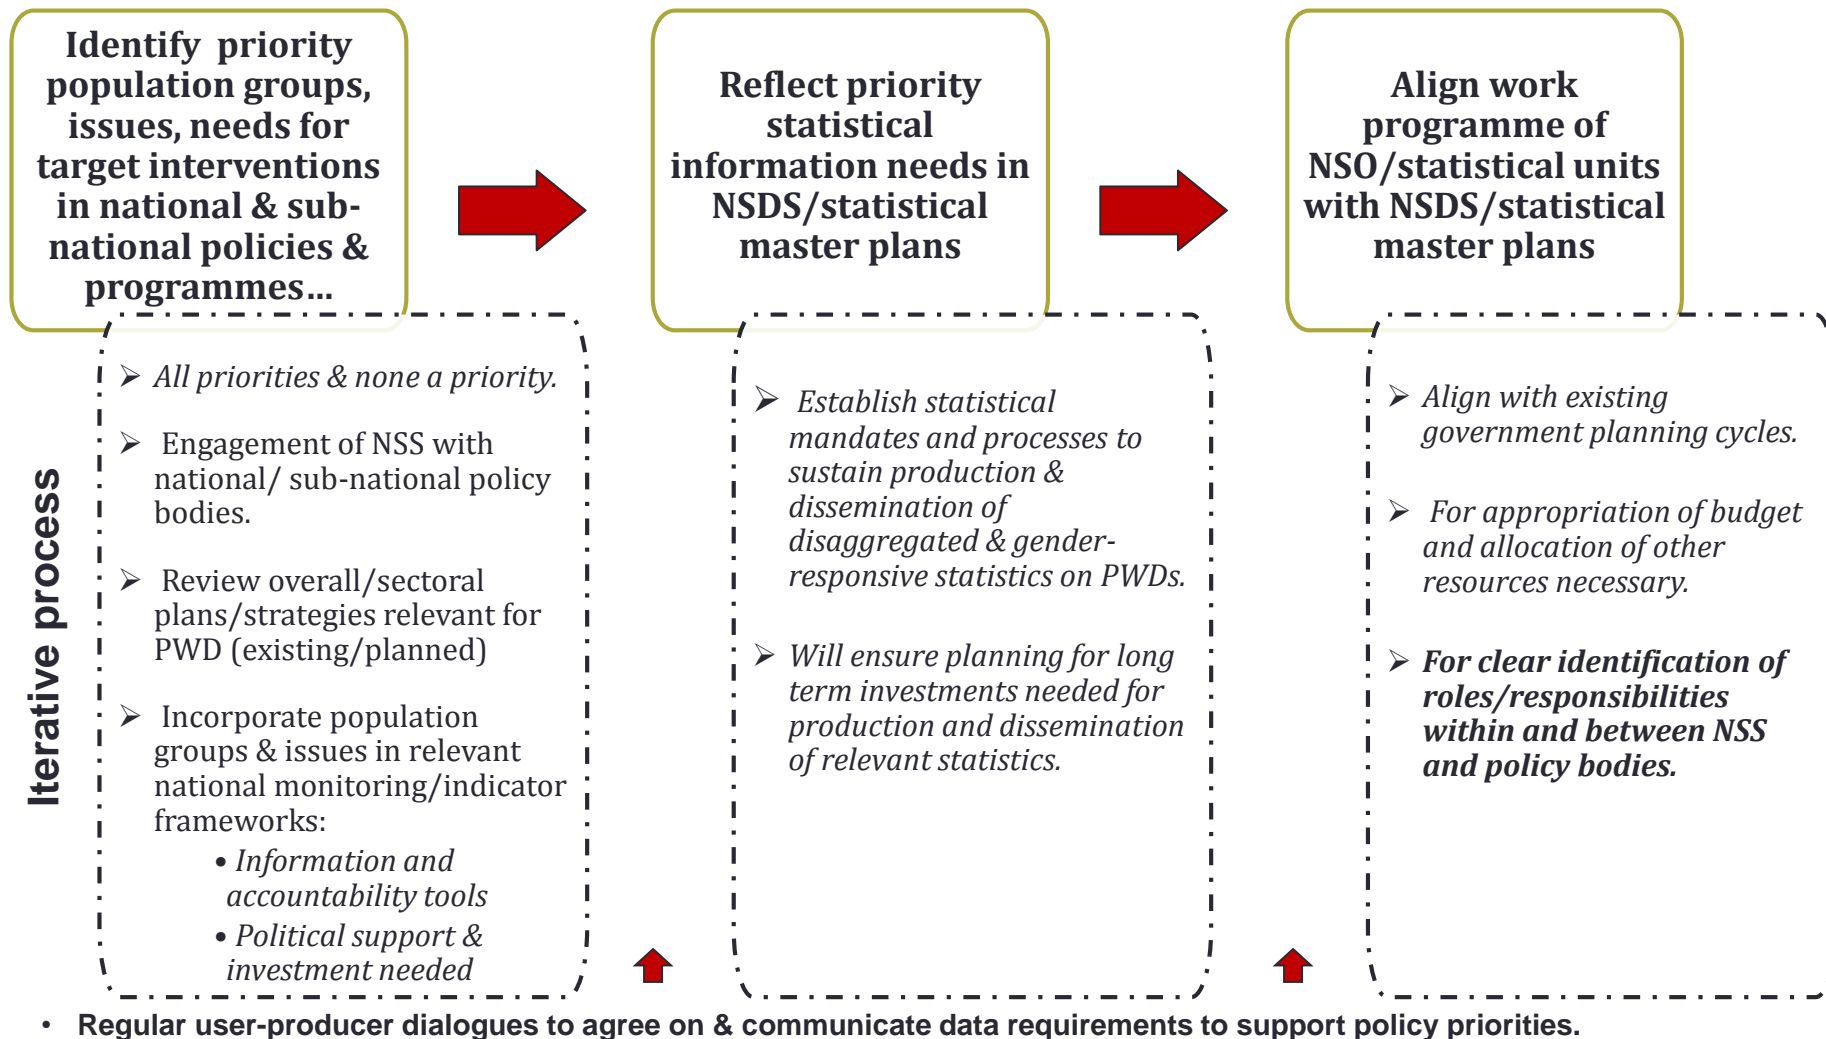 Identify priority
population groups,
issues, needs for
target interventions
in national & sub-
national policies &
programmes…
Reflect priority
statistical
information needs in
NSDS/statistical
master plans
Align work
programme of
NSO/statistical units
with NSDS/statistical
master plans
Iterative process
➢ All priorities & none a priority.
➢ Engagement of NSS with
national/ sub-national policy
bodies.
➢ Review overall/sectoral
plans/strategies relevant for
PWD (existing/planned)
➢ Incorporate population
groups & issues in relevant
national monitoring/indicator
frameworks:
• Information and
accountability tools
• Political support &
investment needed
➢ Establish statistical
mandates and processes to
sustain production &
dissemination of
disaggregated & gender-
responsive statistics on PWDs.
➢ Will ensure planning for long
term investments needed for
production and dissemination
of relevant statistics.
➢ Align with existing
government planning cycles.
➢ For appropriation of budget
and allocation of other
resources necessary.
➢ For clear identification of
roles/responsibilities
within and between NSS
and policy bodies.
• Regular user-producer dialogues to agree on & communicate data requirements to support policy priorities.